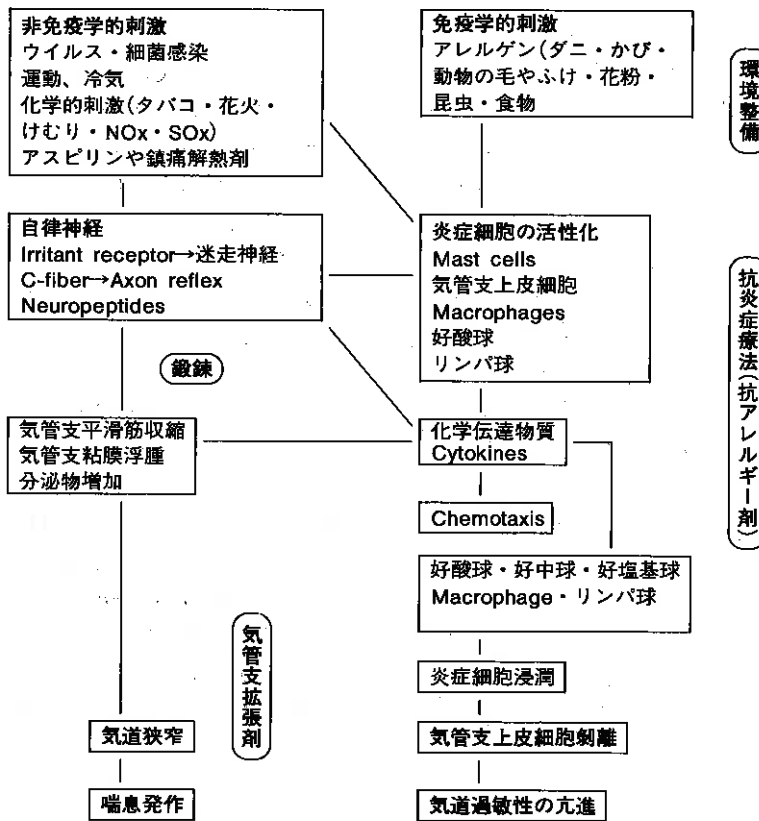 非免疫学的刺激
ウイルス・細菌感染
運動、冷気
化学的刺激(タバコ・花火・
けむり・NOx・SOx)
アスピリンや鎮痛解熱剤
免疫学的刺激
アレルゲン(ダニ・かび・
動物の毛やふけ・花粉・
昆虫・食物
環境整備
自律神経
Irritant receptor→迷走神経
C-fiber→Axon reflex
Neuropeptides
炎症細胞の活性化
Mast cells
気管支上皮細胞
Macrophages
好酸球
リンパ球
抗炎症療法(抗アレルギー剤)
鍛錬
気管支平滑筋収縮
気管支粘膜浮腫
分泌物増加
化学伝達物質
Cytokines
Chemotaxis
好酸球・好中球・好塩基球
Macrophage・リンパ球
気管支拡張剤
炎症細胞浸潤
気道狭窄
気管支上皮細胞剝離
喘息発作
気道過敏性の亢進